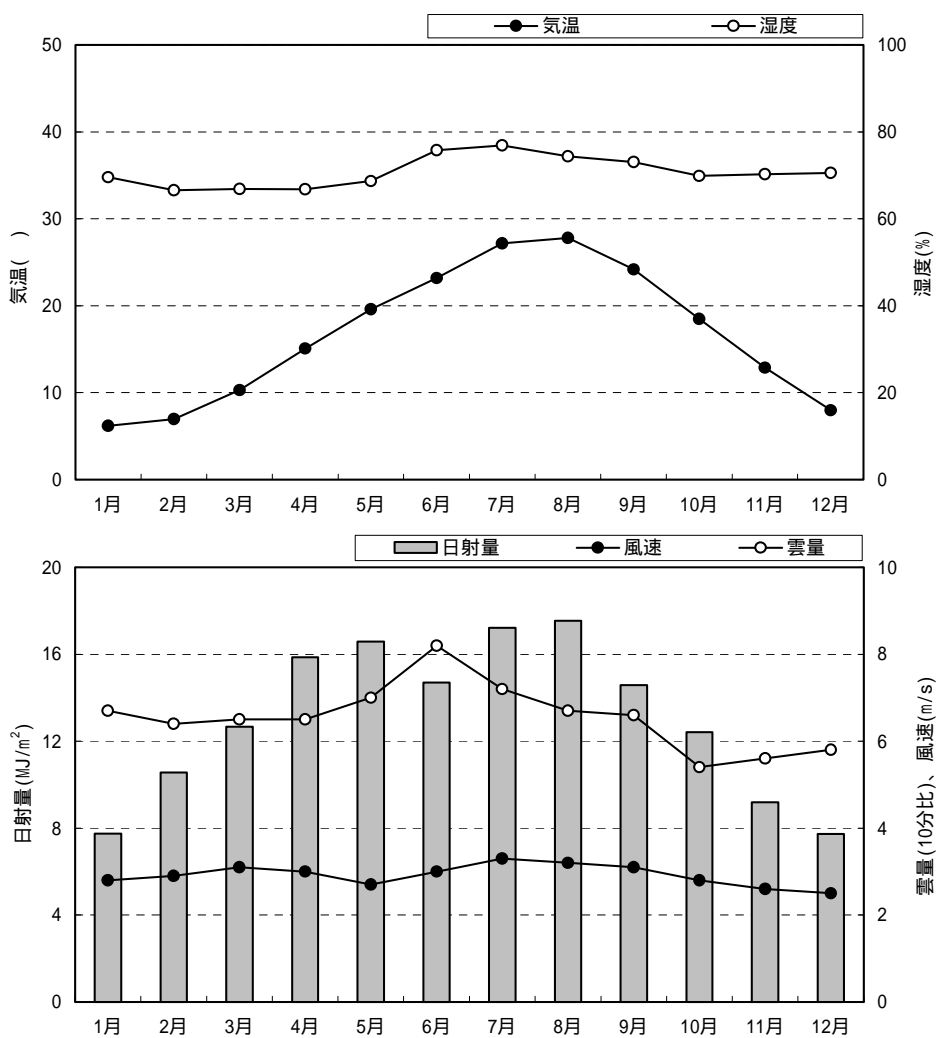 気温 湿度
50 100
40 80
30 60
20 40
10 20
0 0
気温( )
湿度(%)
1月 2月 3月 4月 5月 6月 7月 8月 9月 10月 11月 12月
日射量 風速 雲量
20 10
16 8
12 6
8 4
4 2
0 0
日射量(MJ/㎡)
雲量(10分比)、風速(m/s)
1月 2月 3月 4月 5月 6月 7月 8月 9月 10月 11月 12月